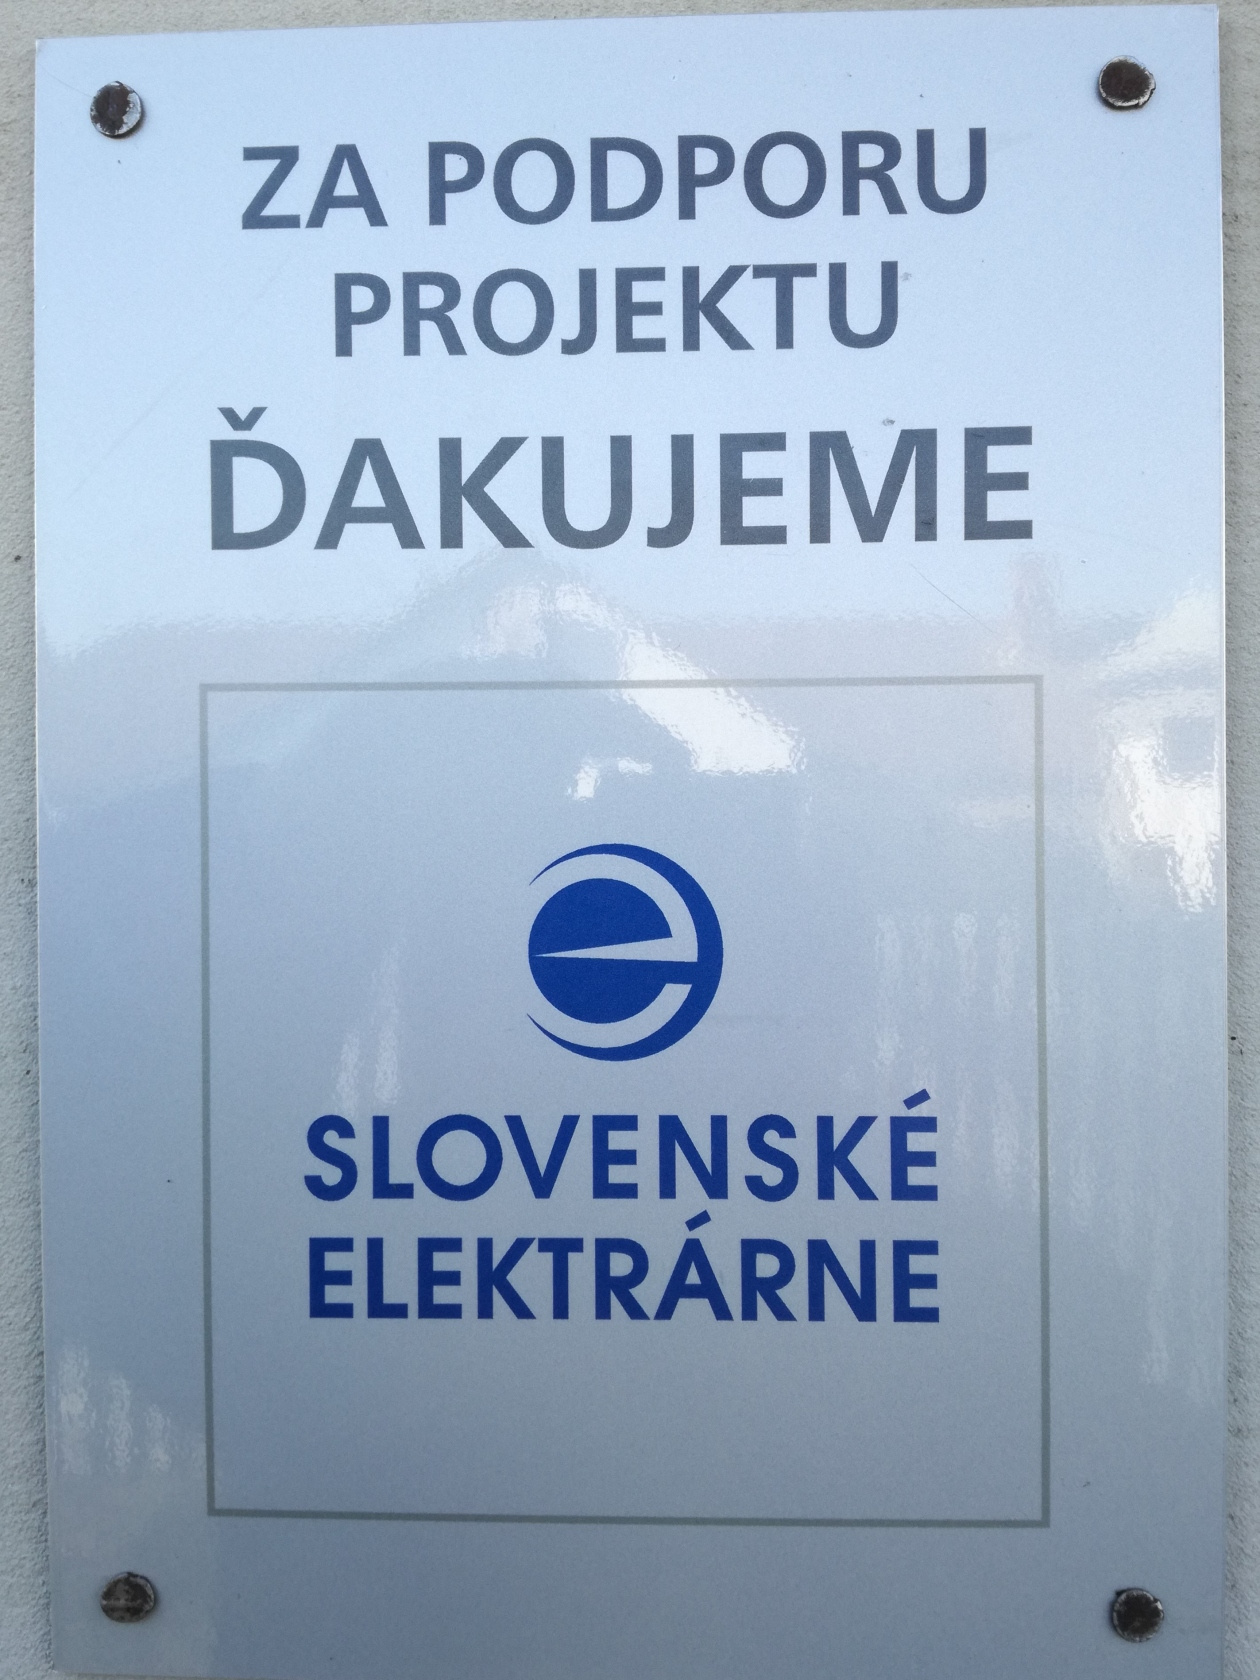 ZA PODPORU
PROJEKTU
ĎAKUJEME
SLOVENSKÉ
ELEKTRÁRNE